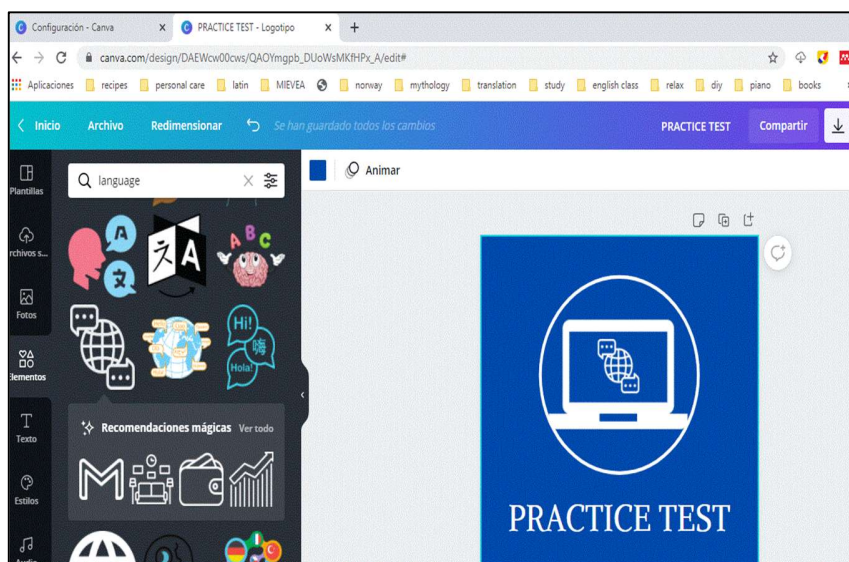 Configuración - Canva
PRACTICE TEST - Logotipo
canva.com/design/DAEWcw00cws/QAOYmgpb_DUoWsMKfHPx_A/edit#
Aplicaciones recipes personal care latin MIEVEA norway mythology translation study english class relax diy piano books
Inicio Archivo Redimensionar Se han guardado todos los cambios PRACTICE TEST Compartir
Plantillas
language
Animar
A
文
A
A B C
rchivos s...
Fotos
Hi!
嗨
Hola!
Elementos
Recomendaciones mágicas Ver todo
Texto
Estilos
PRACTICE TEST
Audio